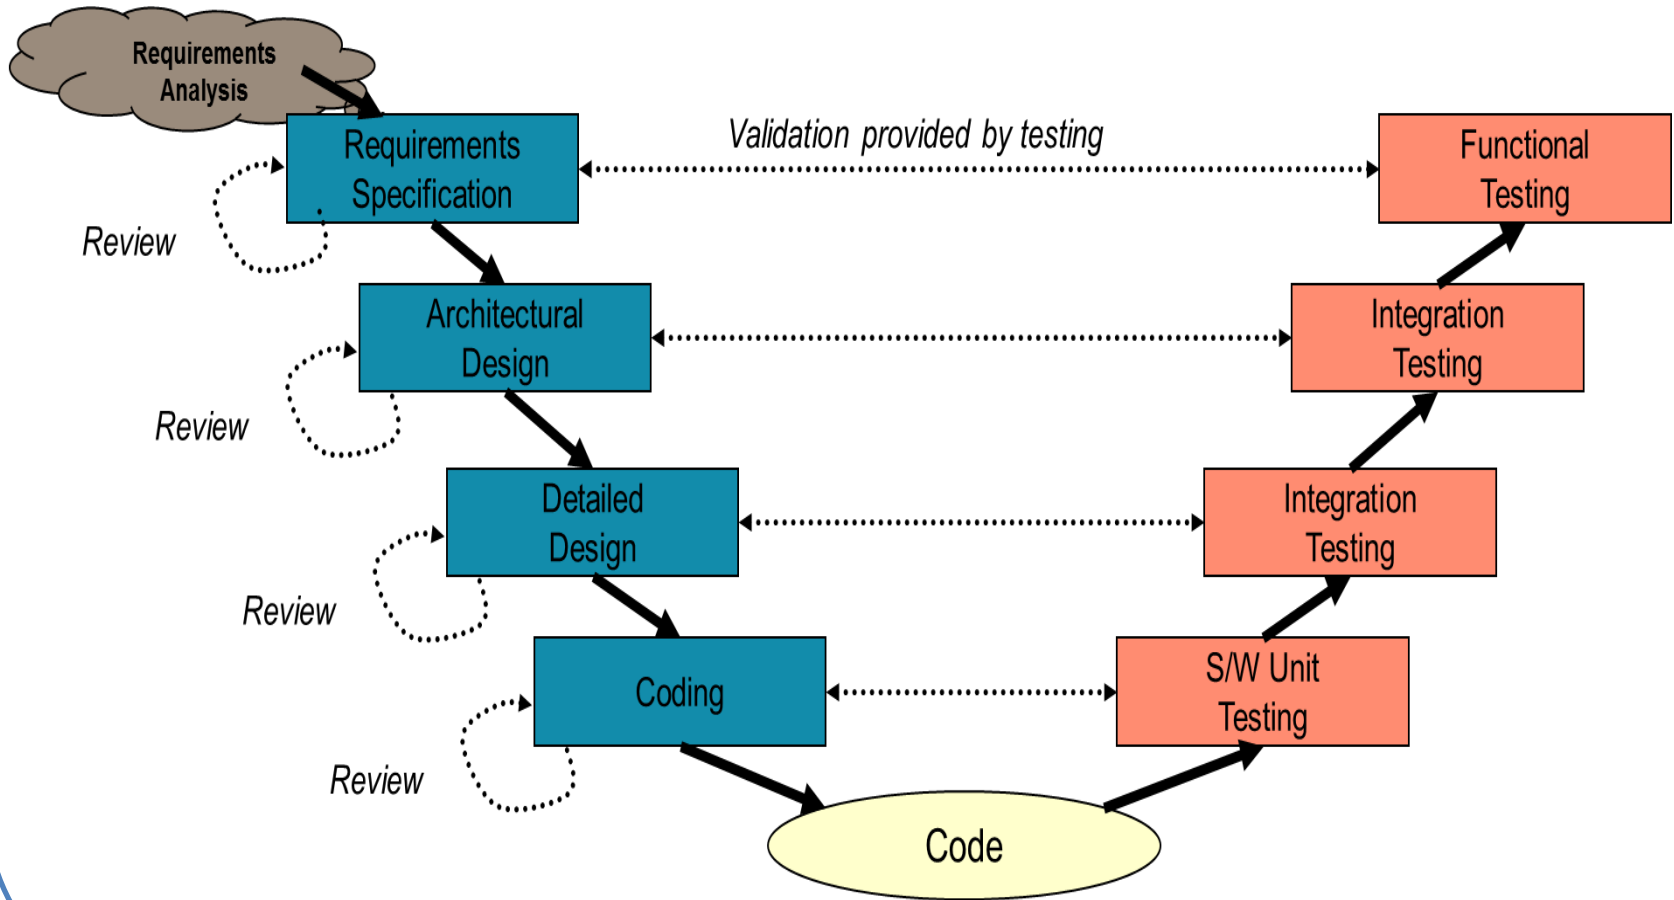 Requirements
Analysis
Requirements
Specification
Validation provided by testing
Functional
Testing
Review
Architectural
Design
Integration
Testing
Review
Detailed
Design
Integration
Testing
Review
Coding
S/W Unit
Testing
Review
Code